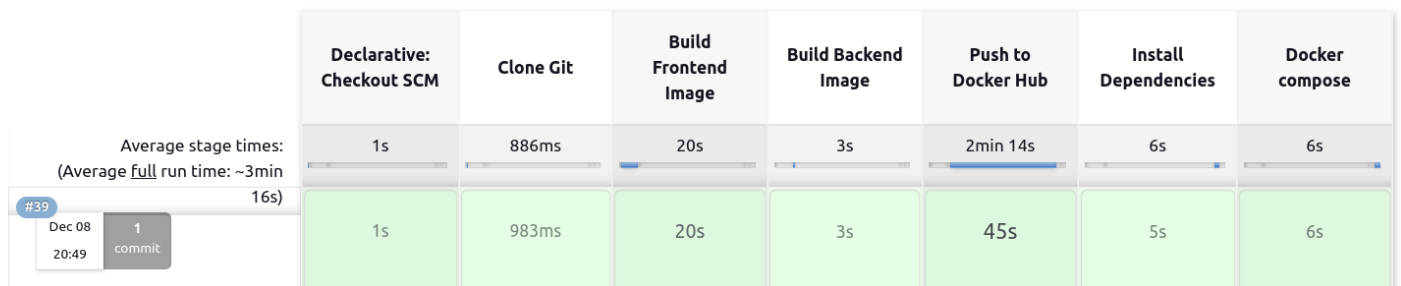 Declarative:
Checkout SCM
Clone Git
Build
Frontend
Image
Build Backend
Image
Push to
Docker Hub
Install
Dependencies
Docker
compose
Average stage times:
(Average full run time: ~3min
16s)
1s
886ms
20s
3s
2min 14s
6s
6s
#39
Dec 08
20:49
1
commit
1s
983ms
20s
3s
45s
5s
6s